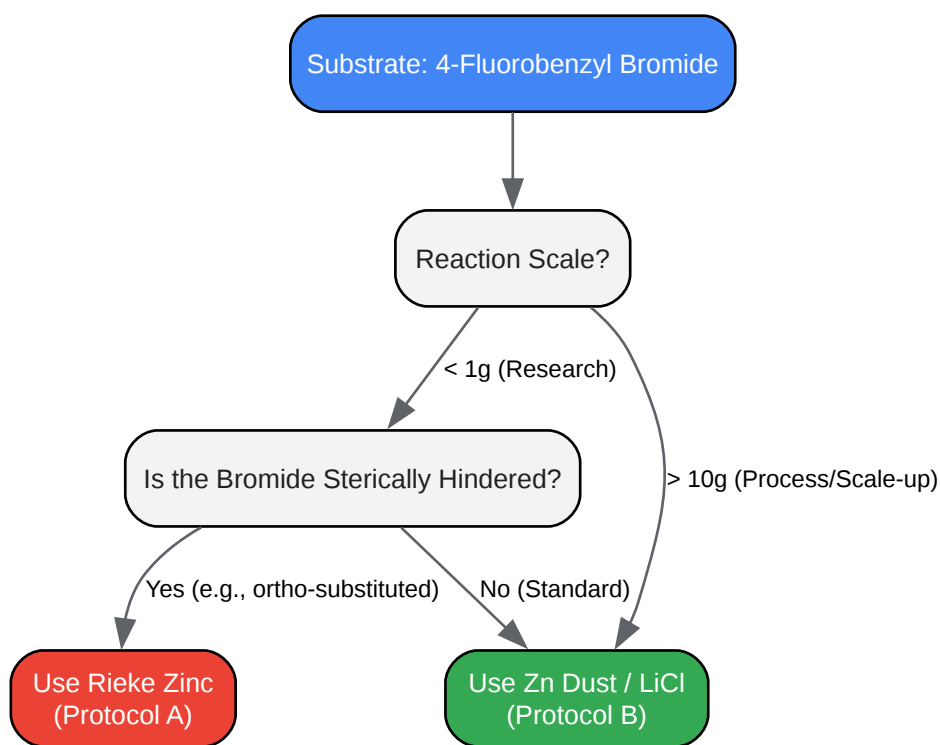 Substrate: 4-Fluorobenzyl Bromide
Reaction Scale?
< 1g (Research)
Is the Bromide Sterically Hindered?
> 10g (Process/Scale-up)
Yes (e.g., ortho-substituted)
No (Standard)
Use Rieke Zinc
(Protocol A)
Use Zn Dust / LiCl
(Protocol B)